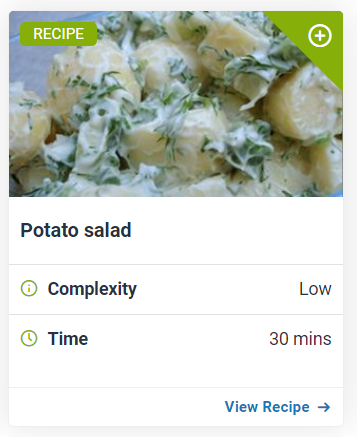 RECIPE
Potato salad
Complexity Low
Time 30 mins
View Recipe